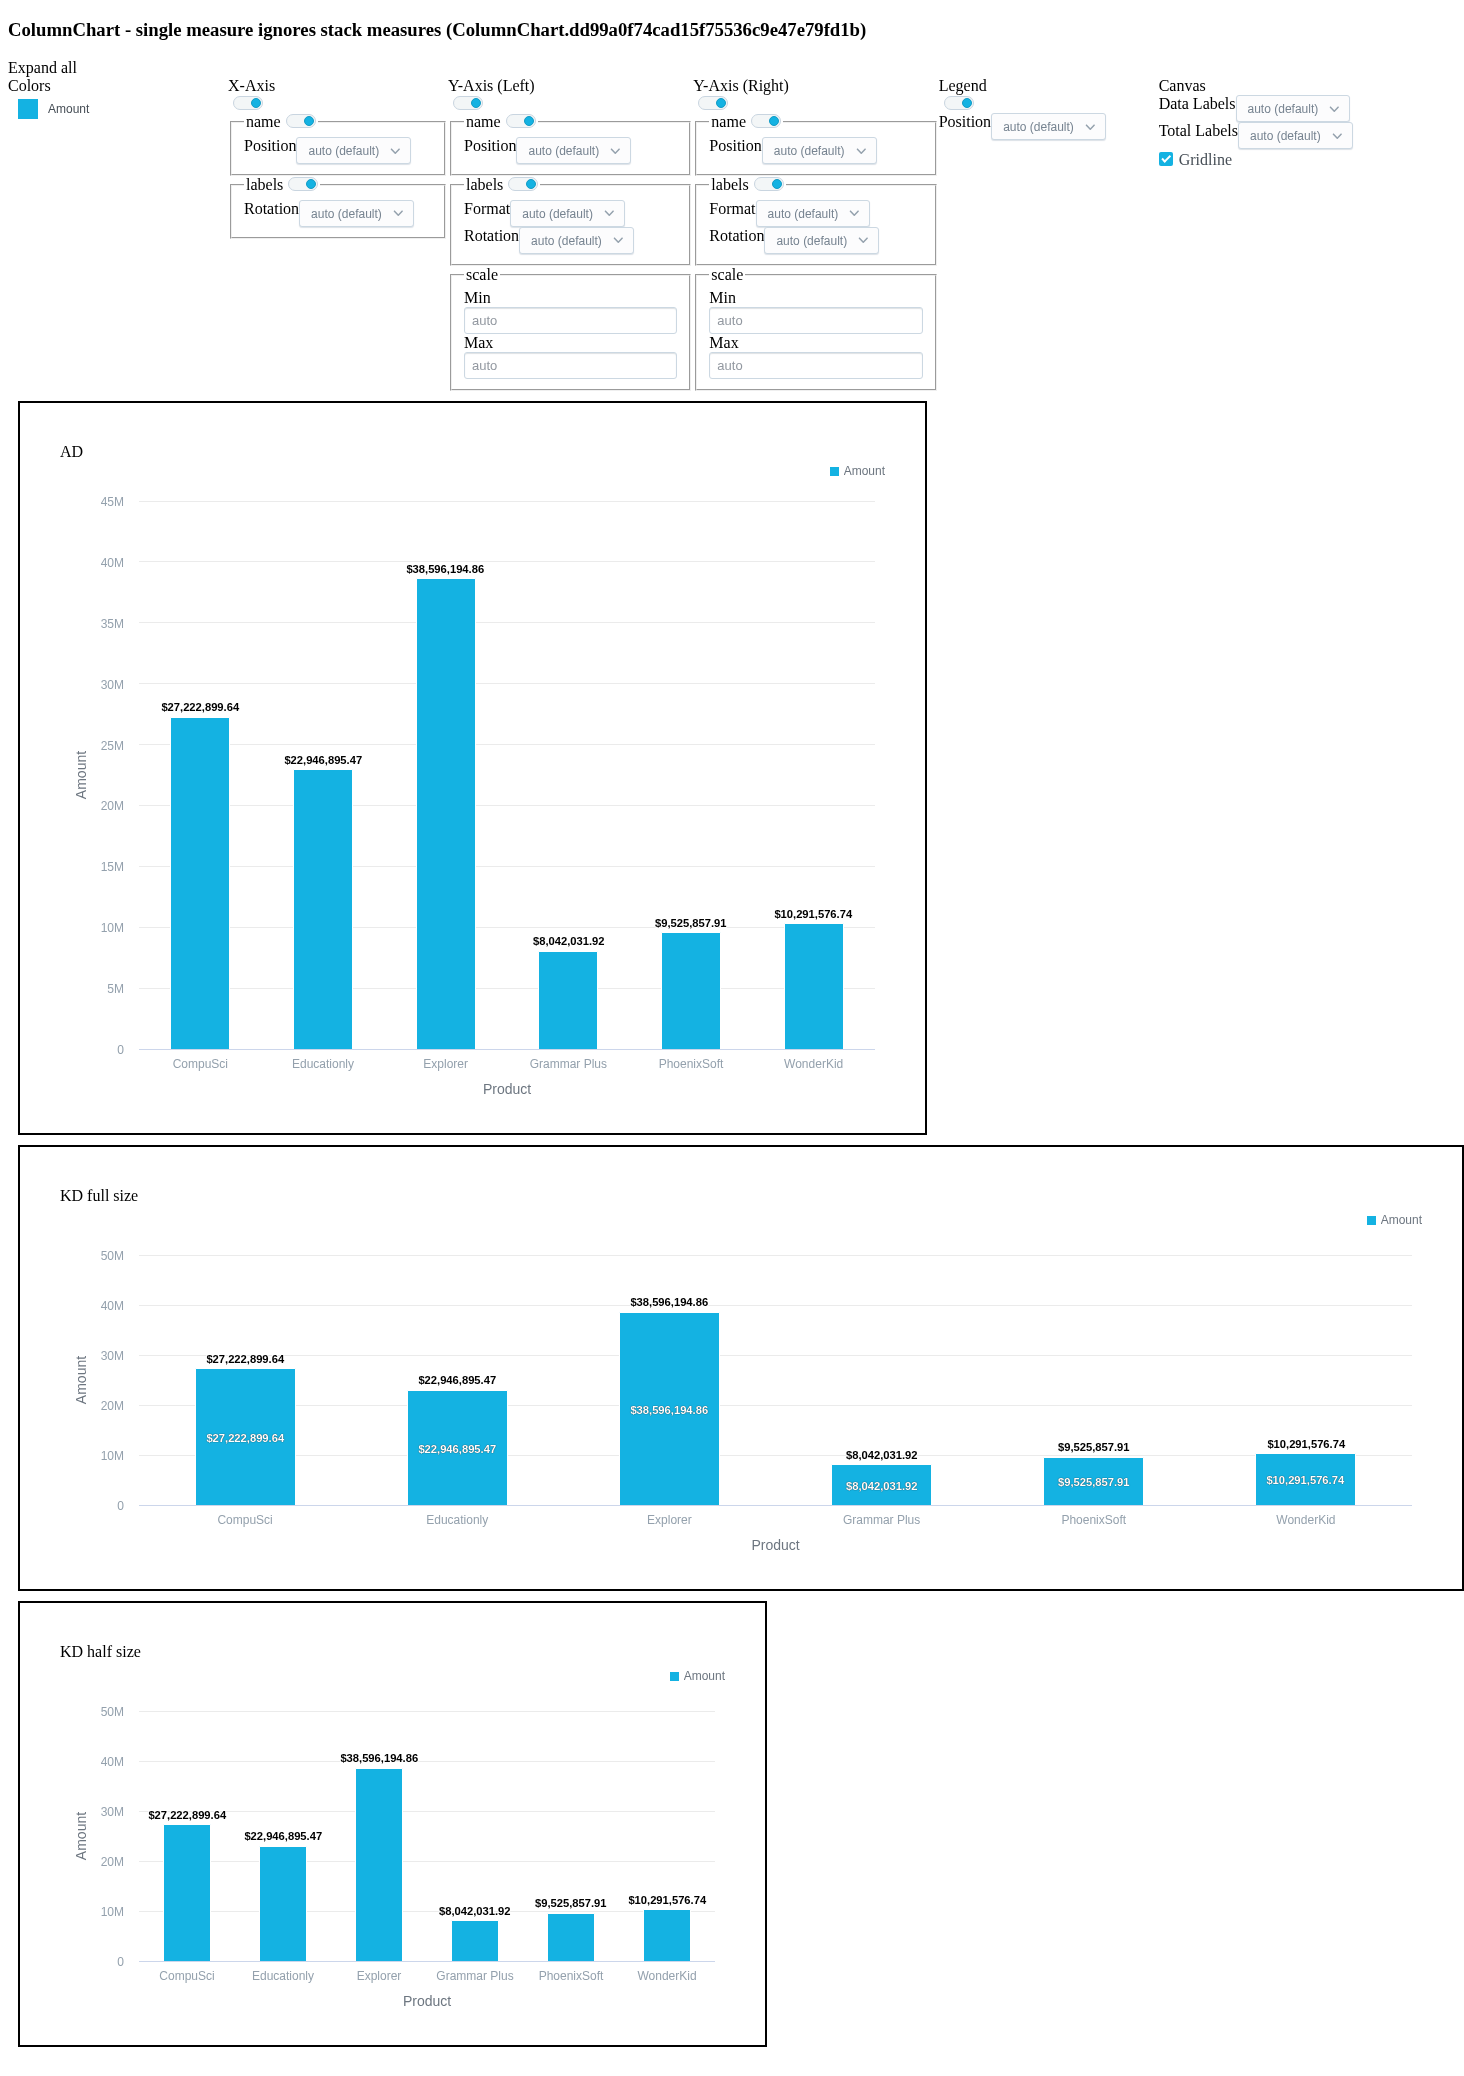 ColumnChart - single measure ignores stack measures (ColumnChart.dd99a0f74cad15f75536c9e47e79fd1b)
Expand all
Colors
Amount
X-Axis
name
Position auto (default)
labels
Rotation auto (default)
Y-Axis (Left)
name
Position auto (default)
labels
Format auto (default)
Rotation auto (default)
scale
Min
auto
Max
auto
Y-Axis (Right)
name
Position auto (default)
labels
Format auto (default)
Rotation auto (default)
scale
Min
auto
Max
auto
Legend
Position auto (default)
Canvas
Data Labels auto (default)
Total Labels auto (default)
Gridline
AD
Amount
45M
40M
35M
30M
25M
20M
15M
10M
5M
0
Amount
$27,222,899.64
$22,946,895.47
$38,596,194.86
$8,042,031.92
$9,525,857.91
$10,291,576.74
CompuSci Educationly Explorer Grammar Plus PhoenixSoft WonderKid
Product
KD full size
Amount
50M
40M
30M
20M
10M
0
Amount
$27,222,899.64
$22,946,895.47
$38,596,194.86
$8,042,031.92
$9,525,857.91
$10,291,576.74
$27,222,899.64
$22,946,895.47
$38,596,194.86
$8,042,031.92
$9,525,857.91
$10,291,576.74
CompuSci Educationly Explorer Grammar Plus PhoenixSoft WonderKid
Product
KD half size
Amount
50M
40M
30M
20M
10M
0
Amount
$27,222,899.64
$22,946,895.47
$38,596,194.86
$8,042,031.92
$9,525,857.91
$10,291,576.74
CompuSci Educationly Explorer Grammar Plus PhoenixSoft WonderKid
Product